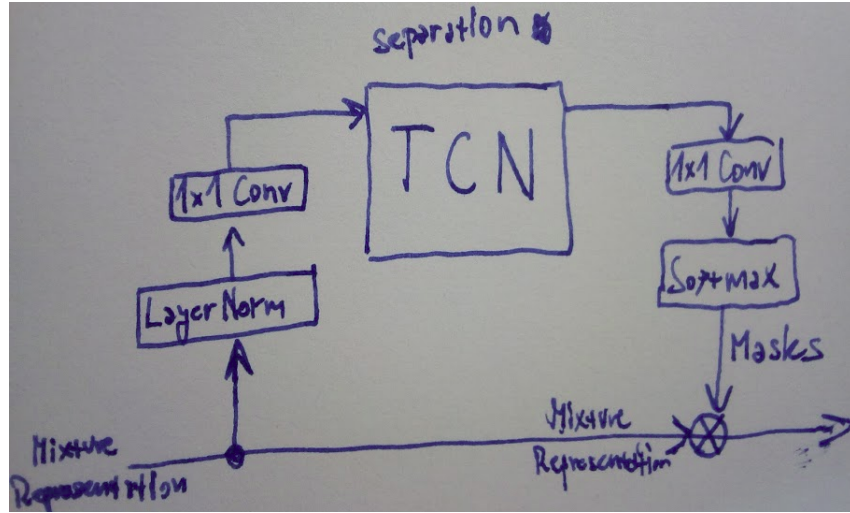 separation
TCN
1x1 Conv
1x1 Conv
LayerNorm
Softmax
Masks
Mixture
Representation
Mixture
Representation